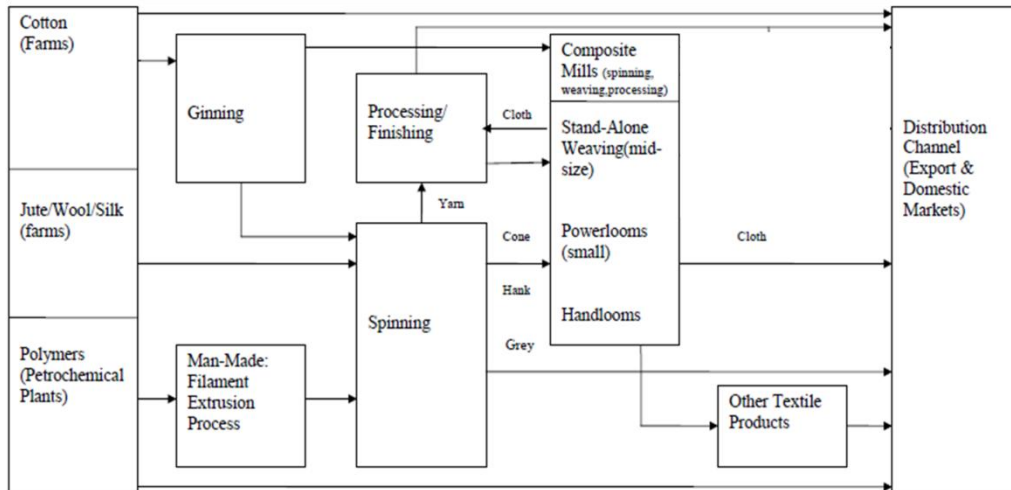 Cotton
(Farms)
Jute/Wool/Silk
(farms)
Polymers
(Petrochemical
Plants)
Ginning
Man-Made:
Filament
Extrusion
Process
Processing/
Finishing
Yarn
Spinning
Cloth
Cone
Hank
Grey
Composite
Mills (spinning,
weaving,processing)
Stand-Alone
Weaving(mid-
size)
Powerlooms
(small)
Handlooms
Cloth
Other Textile
Products
Distribution
Channel
(Export &
Domestic
Markets)